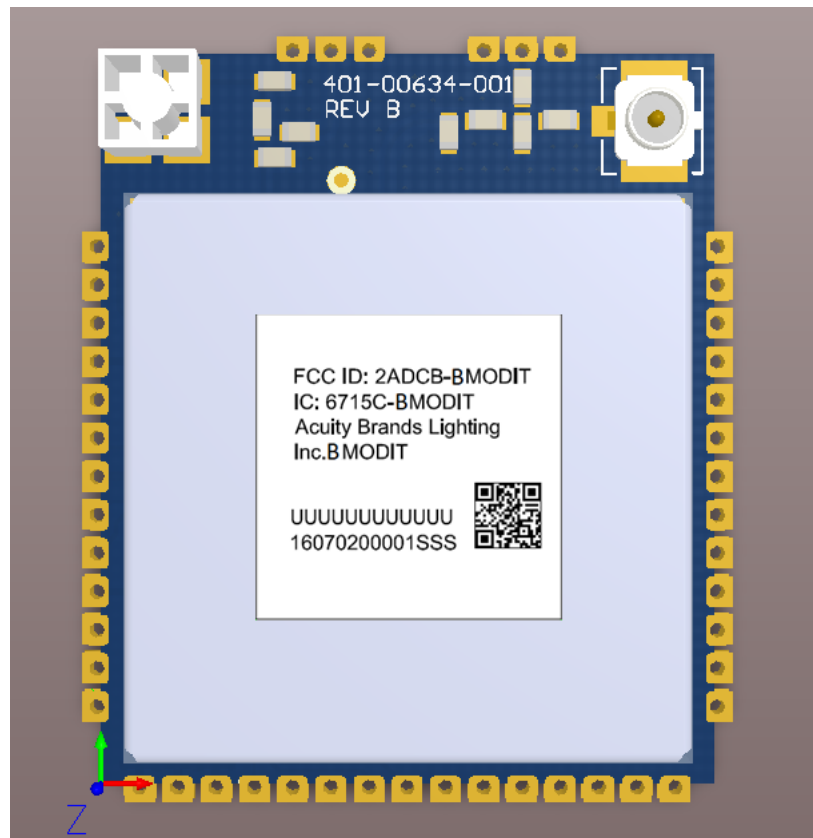 401-00634-001
REV B
FCC ID: 2ADCB-BMODIT
IC: 6715C-BMODIT
Acuity Brands Lighting
Inc.BMODIT
UUUUUUUUUUUU
16070200001SSS
Z